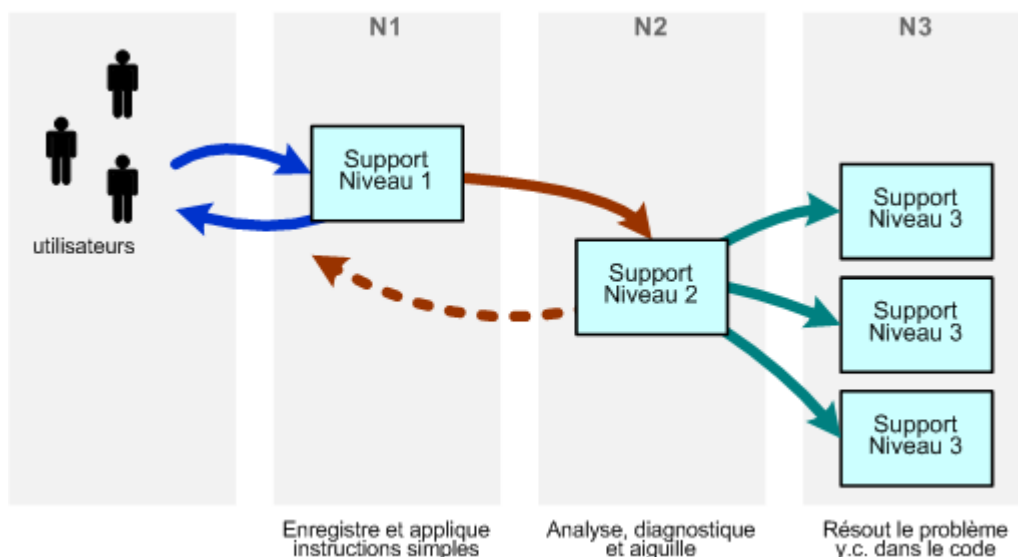 N1
N2
N3
utilisateurs
Support
Niveau 1
Support
Niveau 2
Support
Niveau 3
Support
Niveau 3
Support
Niveau 3
Enregistre et applique
instructions simples
Analyse, diagnostique
et aiguille
Résout le problème
y.c. dans le code